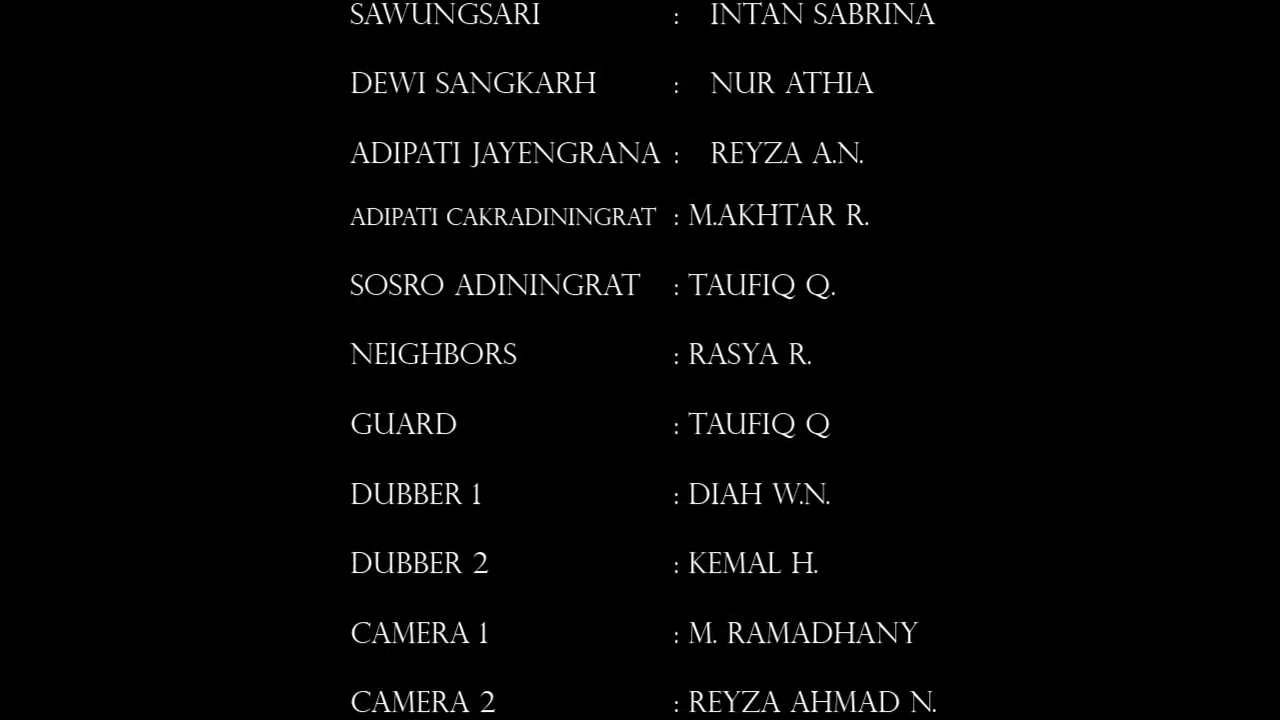 SAWUNGSARI : INTAN SABRINA
DEWI SANGKARH : NUR ATHIA
ADIPATI JAYENGRANA : REYZA A.N.
ADIPATI CAKRADININGRAT : M.AKHTAR R.
SOSRO ADININGRAT : TAUFIQ Q.
NEIGHBORS : RASYA R.
GUARD : TAUFIQ Q
DUBBER 1 : DIAH W.N.
DUBBER 2 : KEMAL H.
CAMERA 1 : M. RAMADHANY
CAMERA 2 : REYZA AHMAD N.